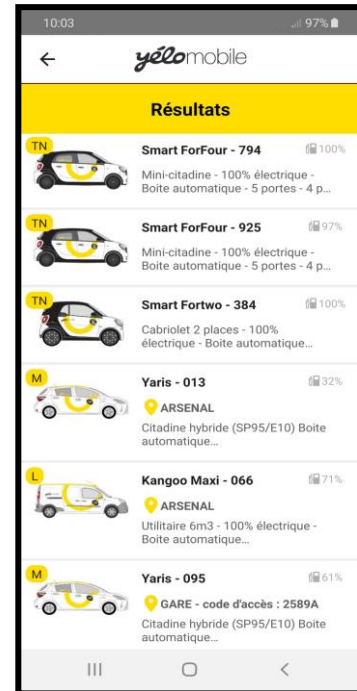 10:03 97%
yélomobile
Résultats
TN
Smart ForFour - 794 100%
Mini-citadine - 100% électrique -
Boite automatique - 5 portes - 4 p...
TN
Smart ForFour - 925 97%
Mini-citadine - 100% électrique -
Boite automatique - 5 portes - 4 p...
TN
Smart Fortwo - 384 100%
Cabriolet 2 places - 100%
électrique - Boite automatique...
M
Yaris - 013 32%
ARSENAL
Citadine hybride (SP95/E10) Boite
automatique...
L
Kangoo Maxi - 066 71%
ARSENAL
Utilitaire 6m3 - 100% électrique -
Boite automatique...
M
Yaris - 095 61%
GARE - code d'accès : 2589A
Citadine hybride (SP95/E10) Boite
automatique...